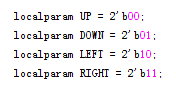 localparam UP = 2'b00;
localparam DOWN = 2'b01;
localparam LEFT = 2'b10;
localparam RIGHT = 2'b11;